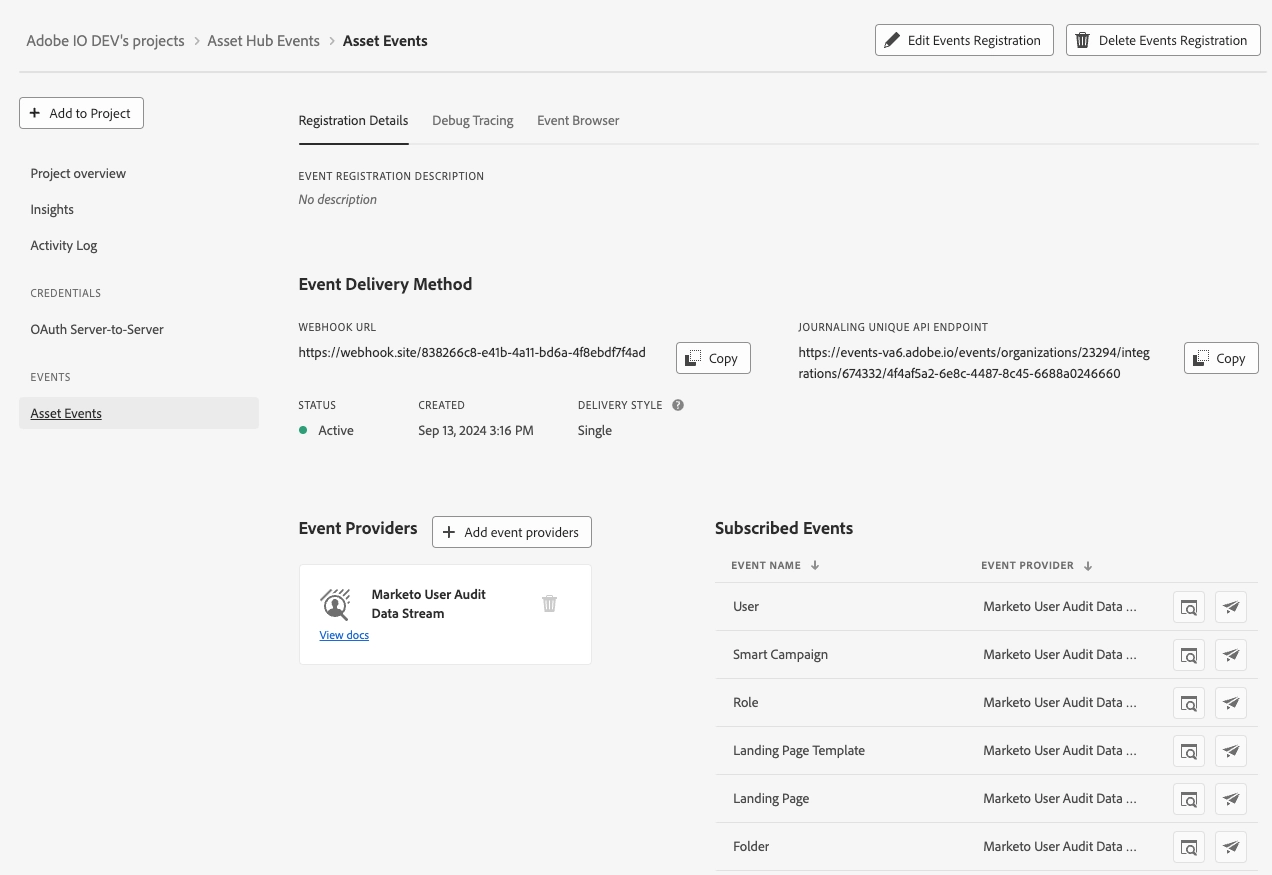 Adobe IO DEV's projects > Asset Hub Events > Asset Events
Edit Events Registration
Delete Events Registration
+ Add to Project
Project overview
Insights
Activity Log
CREDENTIALS
OAuth Server-to-Server
EVENTS
Asset Events
Registration Details
Debug Tracing
Event Browser
EVENT REGISTRATION DESCRIPTION
No description
Event Delivery Method
WEBHOOK URL
https://webhook.site/838266c8-e41b-4a11-bd6a-4f8ebdf7f4ad
Copy
JOURNALING UNIQUE API ENDPOINT
https://events-va6.adobe.io/events/organizations/23294/integ
rations/674332/4f4af5a2-6e8c-4487-8c45-6688a0246660
Copy
STATUS
Active
CREATED
Sep 13, 2024 3:16 PM
DELIVERY STYLE ?
Single
Event Providers
+ Add event providers
Marketo User Audit
Data Stream
View docs
Subscribed Events
EVENT NAME ↓ EVENT PROVIDER ↓
User Marketo User Audit Data ...
Smart Campaign Marketo User Audit Data ...
Role Marketo User Audit Data ...
Landing Page Template Marketo User Audit Data ...
Landing Page Marketo User Audit Data ...
Folder Marketo User Audit Data ...